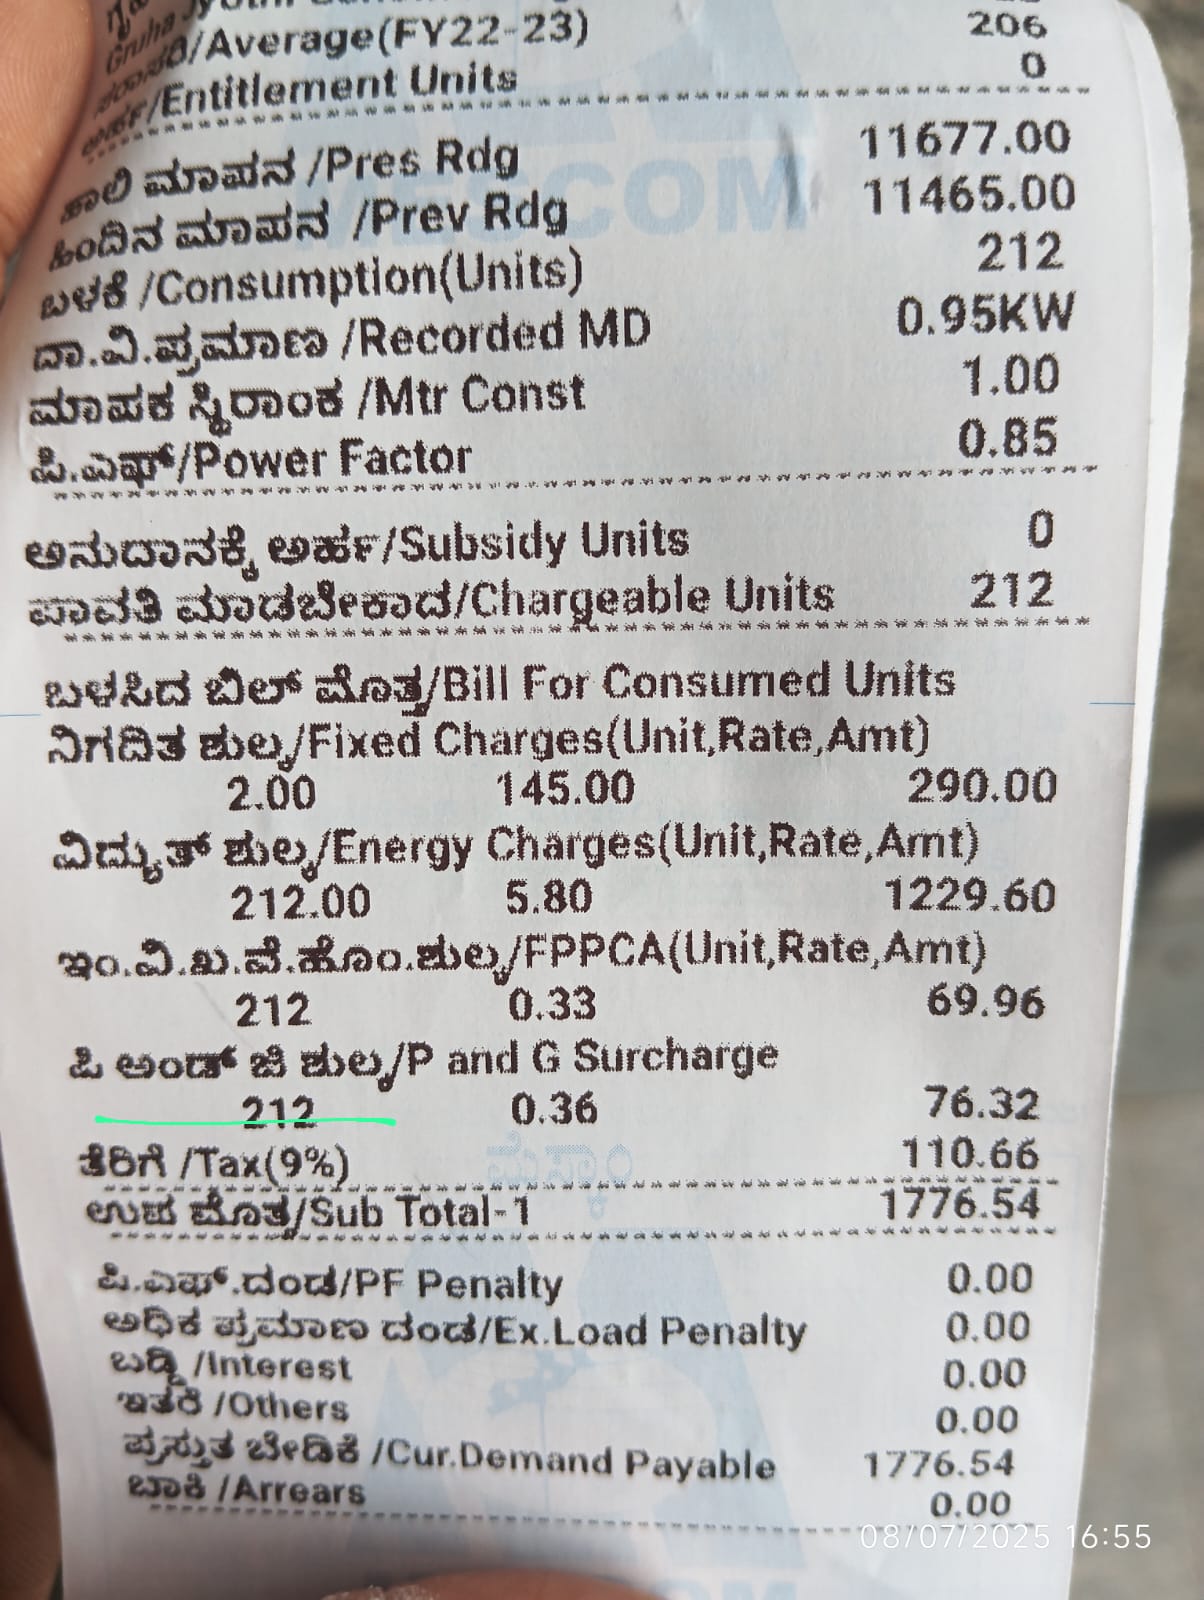 Gruha Jyothi
/Average(FY22-23) 206
ಅರ್ಹ/Entitlement Units 0
ಹಾಲಿ ಮಾಪನ /Pres Rdg 11677.00
ಹಿಂದಿನ ಮಾಪನ /Prev Rdg 11465.00
ಬಳಕೆ /Consumption(Units) 212
ದಾ.ವಿ.ಪ್ರಮಾಣ /Recorded MD 0.95KW
ಮಾಪಕ ಸ್ಥಿರಾಂಕ /Mtr Const 1.00
ಪಿ.ಎಫ್/Power Factor 0.85
ಅನುದಾನಕ್ಕೆ ಅರ್ಹ/Subsidy Units 0
ಪಾವತಿ ಮಾಡಬೇಕಾದ/Chargeable Units 212
ಬಳಸಿದ ಬಿಲ್ ಮೊತ್ತ/Bill For Consumed Units
ನಿಗದಿತ ಶುಲ್ಕ/Fixed Charges(Unit,Rate,Amt)
2.00 145.00 290.00
ವಿದ್ಯುತ್ ಶುಲ್ಕ/Energy Charges(Unit,Rate,Amt)
212.00 5.80 1229.60
ಇಂ.ವಿ.ಖ.ವೆ.ಹೊಂ.ಶುಲ್ಕ/FPPCA(Unit,Rate,Amt)
212 0.33 69.96
ಪಿ ಅಂಡ್ ಜಿ ಶುಲ್ಕ/P and G Surcharge
212 0.36 76.32
ತೆರಿಗೆ /Tax(9%) 110.66
ಉಪ ಮೊತ್ತ/Sub Total-1 1776.54
ಪಿ.ಎಫ್.ದಂಡ/PF Penalty 0.00
ಅಧಿಕ ಪ್ರಮಾಣ ದಂಡ/Ex.Load Penalty 0.00
ಬಡ್ಡಿ /Interest 0.00
ಇತರೆ /Others 0.00
ಪ್ರಸ್ತುತ ಬೇಡಿಕೆ /Cur.Demand Payable 1776.54
ಬಾಕಿ /Arrears 0.00
08/07/2025 16:55